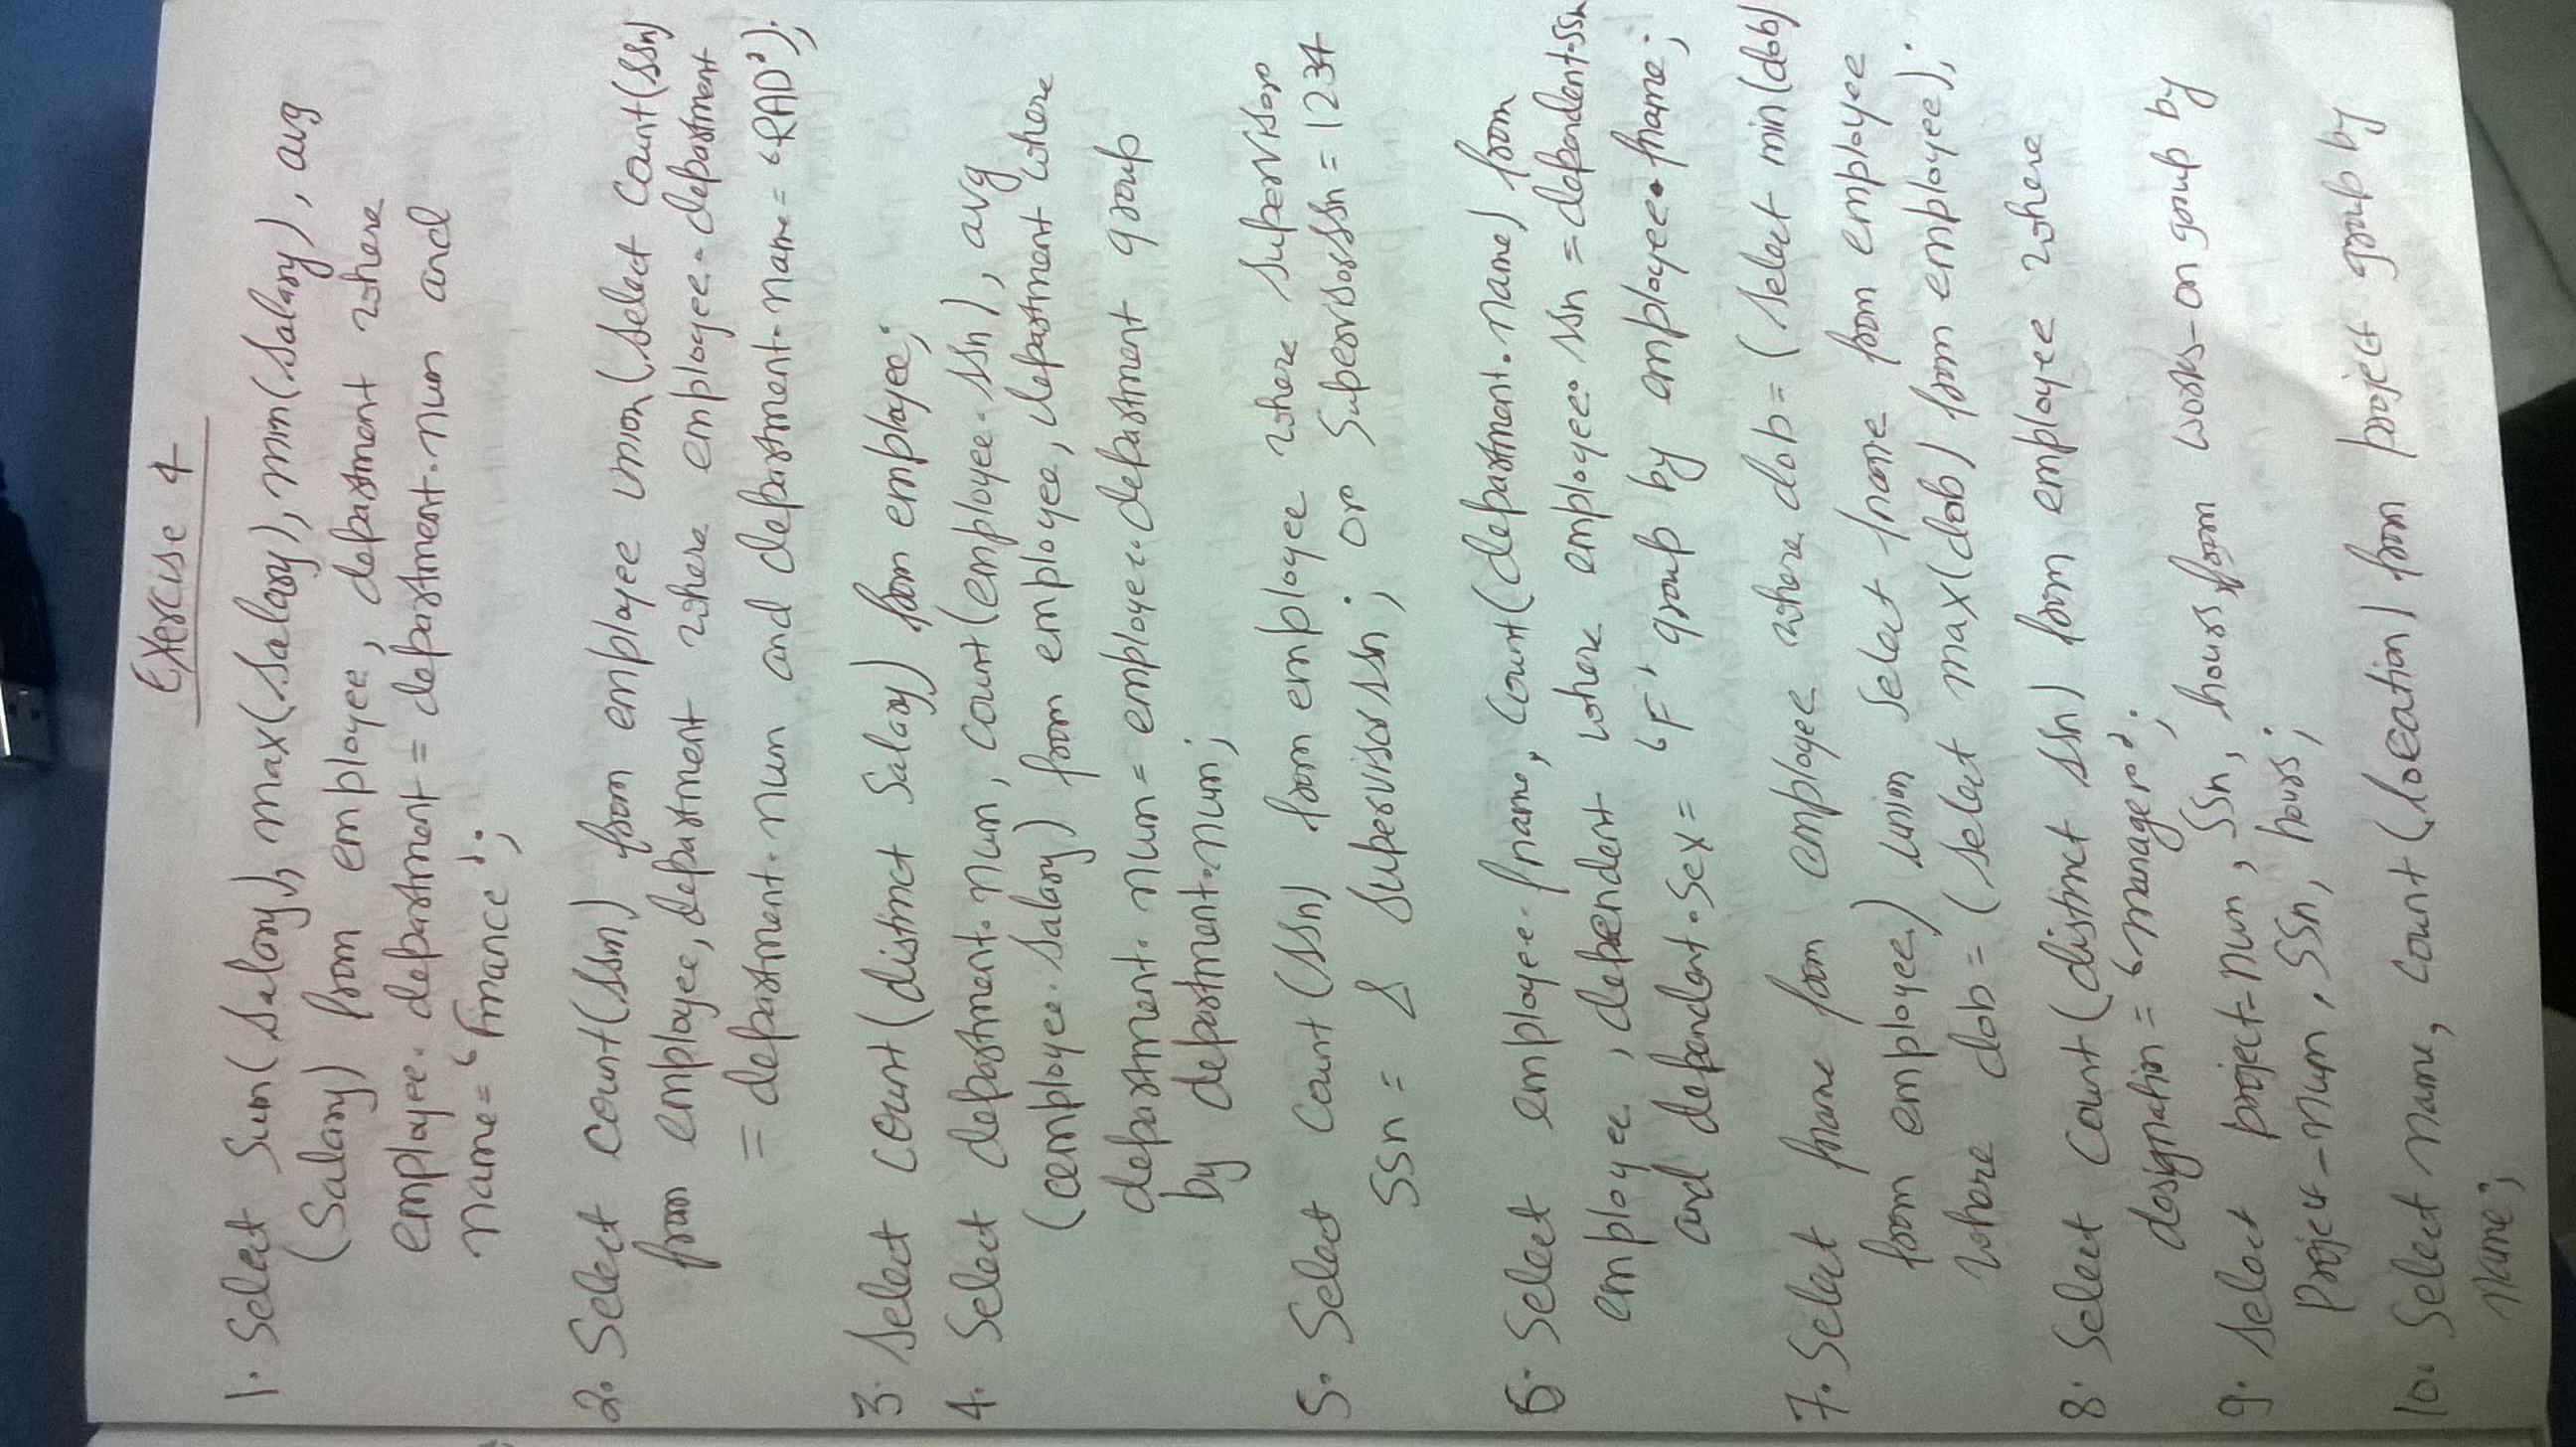 Exercise 4
1. Select Sum(Salary), max(Salary), min(Salary), avg
(Salary) from employee, department where
employee.department = department.num and
name = 'Finance';
2. Select count(ssn) from employee union (Select count(ssn)
from employee, department where employee.department
= department.num and department.name = 'RAD');
3. Select count(distinct Salary) from employee;
4. Select department.num, count(employee.ssn), avg
(employee.salary) from employee, department where
department.num = employee.department group
by department.num;
5. Select count(ssn) from employee where supervisor
ssn = & supervisorssn; or Supervisorssn = 1234
6. Select employee.fname, count(department.name) from
employee, dependent where employee.ssn = dependent.ssn
and dependent.Sex = 'F' group by employee.fname;
7. Select fname from employee where dob = (select min(dob)
from employee) union select fname from employee
where dob = (select max(dob) from employee);
8. Select count(distinct ssn) from employee where
designation = 'manager';
9. select project-num, ssn, hours from works-on group by
project-num, ssn, hours;
10. Select name, count(location) from project group by
name;